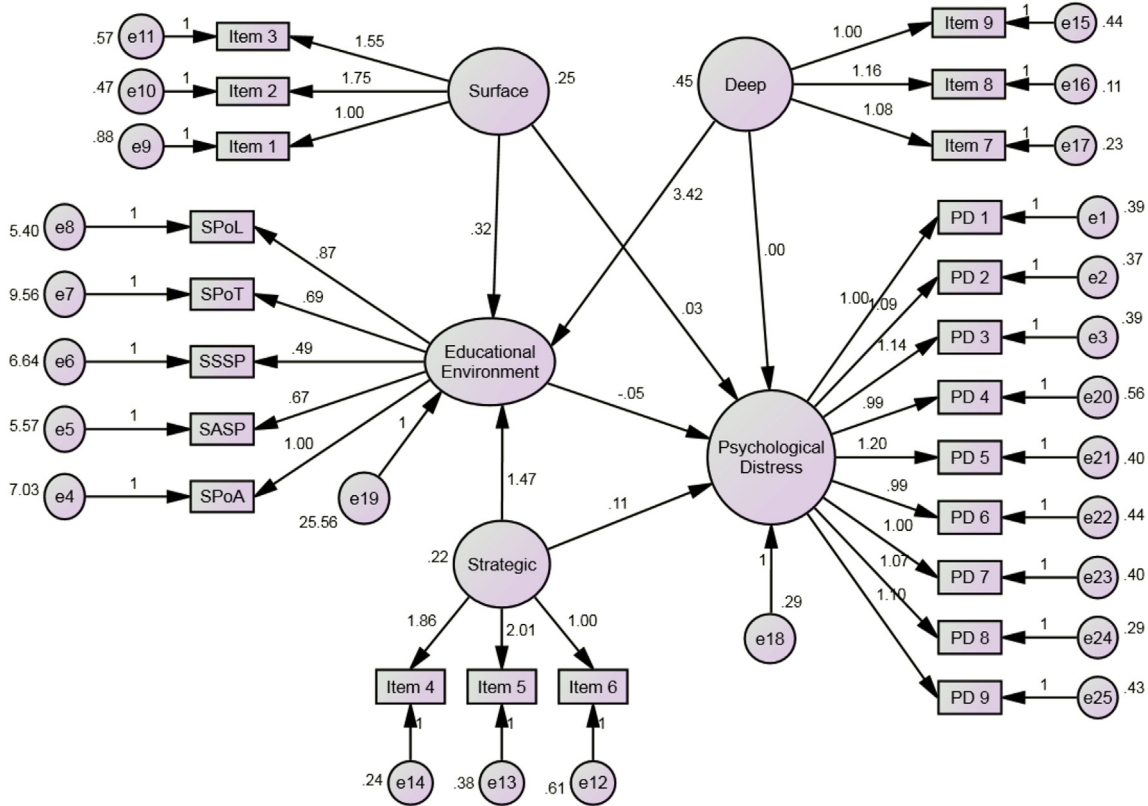 .57 e11 1 Item 3 1.55
.47 e10 1 Item 2 1.75
.88 e9 1 Item 1 1.00
Surface .25
.45 Deep
1.00 Item 9 1 e15 .44
1.16 Item 8 1 e16 .11
1.08 Item 7 1 e17 .23
.32
.03
3.42
.00
5.40 e8 1 SPoL .87
9.56 e7 1 SPoT .69
6.64 e6 1 SSSP .49
5.57 e5 1 SASP .67
7.03 e4 1 SPoA 1.00
Educational
Environment
1
e19
25.56
-.05
1.47
.11
Psychological
Distress
1
.29
e18
1.00 PD 1 1 e1 .39
1.09 PD 2 1 e2 .37
1.14 PD 3 1 e3 .39
.99 PD 4 1 e20 .56
1.20 PD 5 1 e21 .40
.99 PD 6 1 e22 .44
1.00 PD 7 1 e23 .40
1.07 PD 8 1 e24 .29
1.10 PD 9 1 e25 .43
.22 Strategic
1.86 2.01 1.00
Item 4 Item 5 Item 6
1 1 1
.24 e14 .38 e13 .61 e12